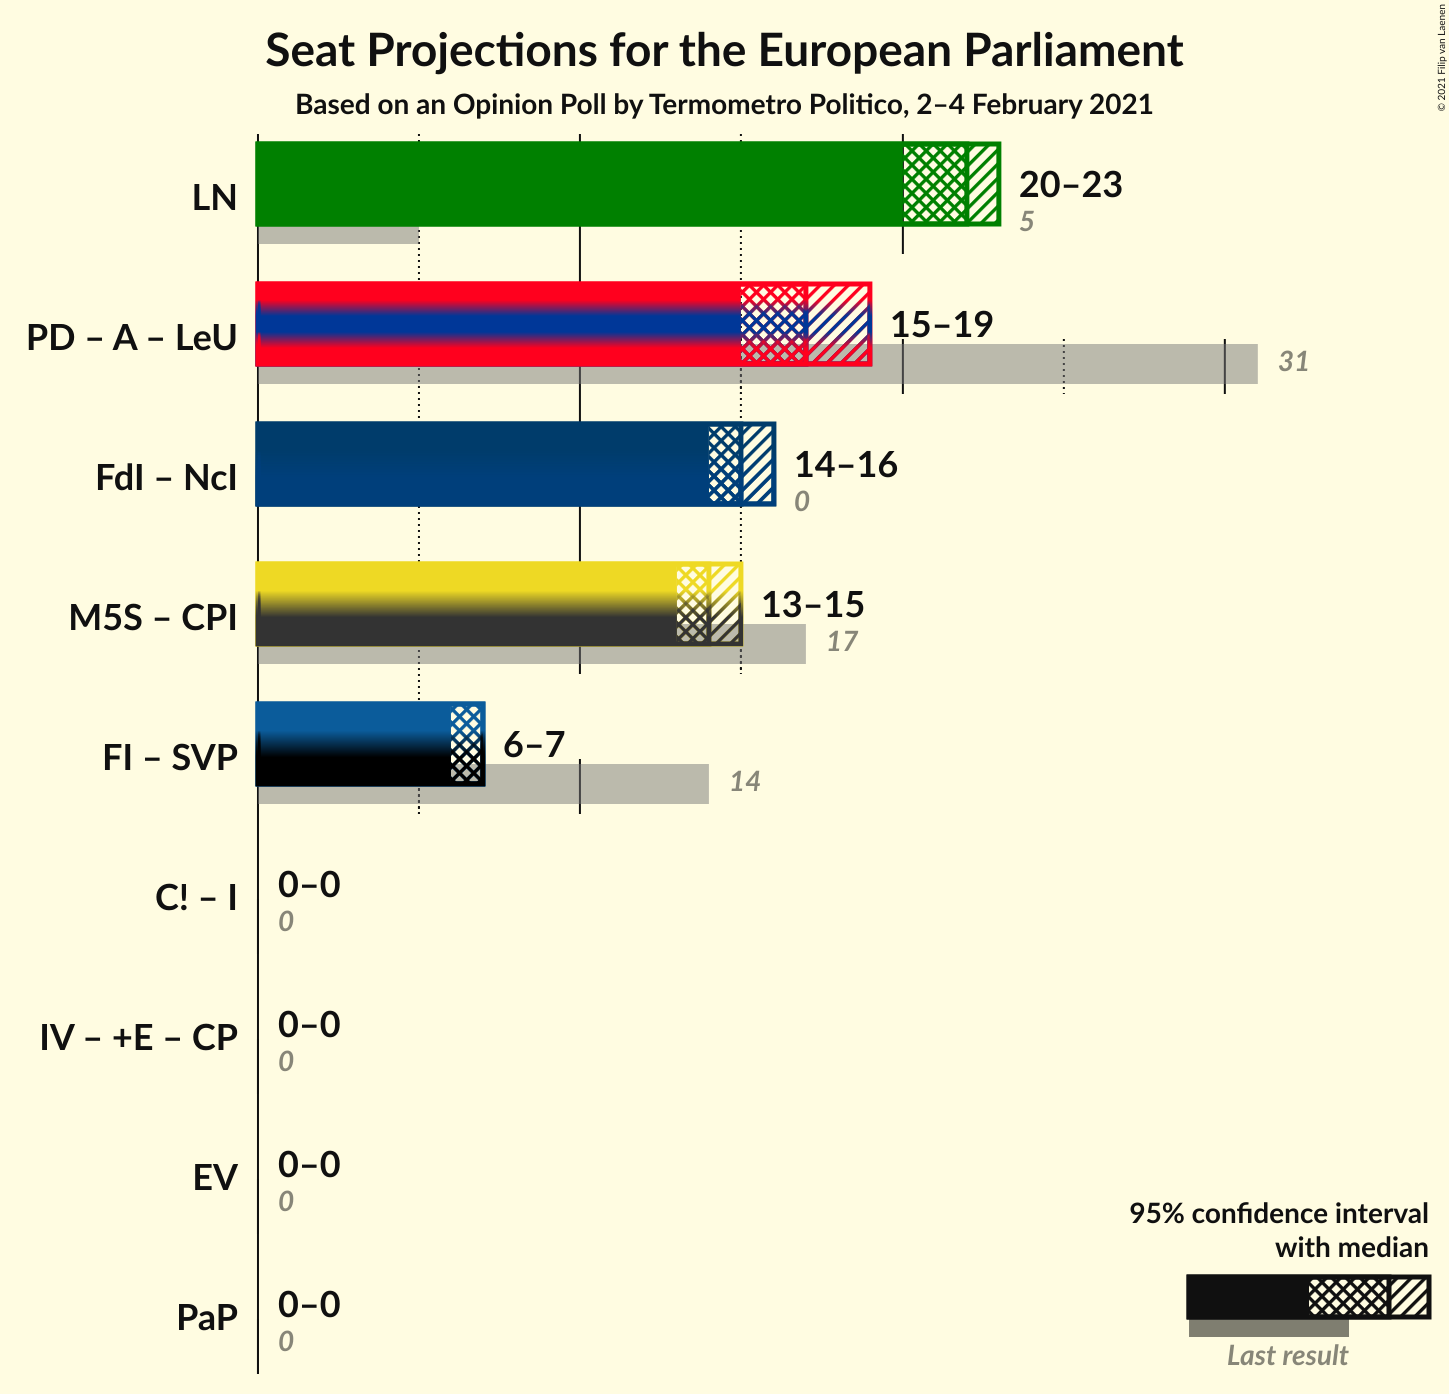 Seat Projections for the European Parliament
Based on an Opinion Poll by Termometro Politico, 2–4 February 2021
© 2021 Filip van Laenen
LN
20–23
5
PD – A – LeU
15–19
31
FdI – NcI
14–16
0
M5S – CPI
13–15
17
FI – SVP
6–7
14
C! – I
0–0
0
IV – +E – CP
0–0
0
EV
0–0
0
PaP
0–0
0
95% confidence interval
with median
Last result